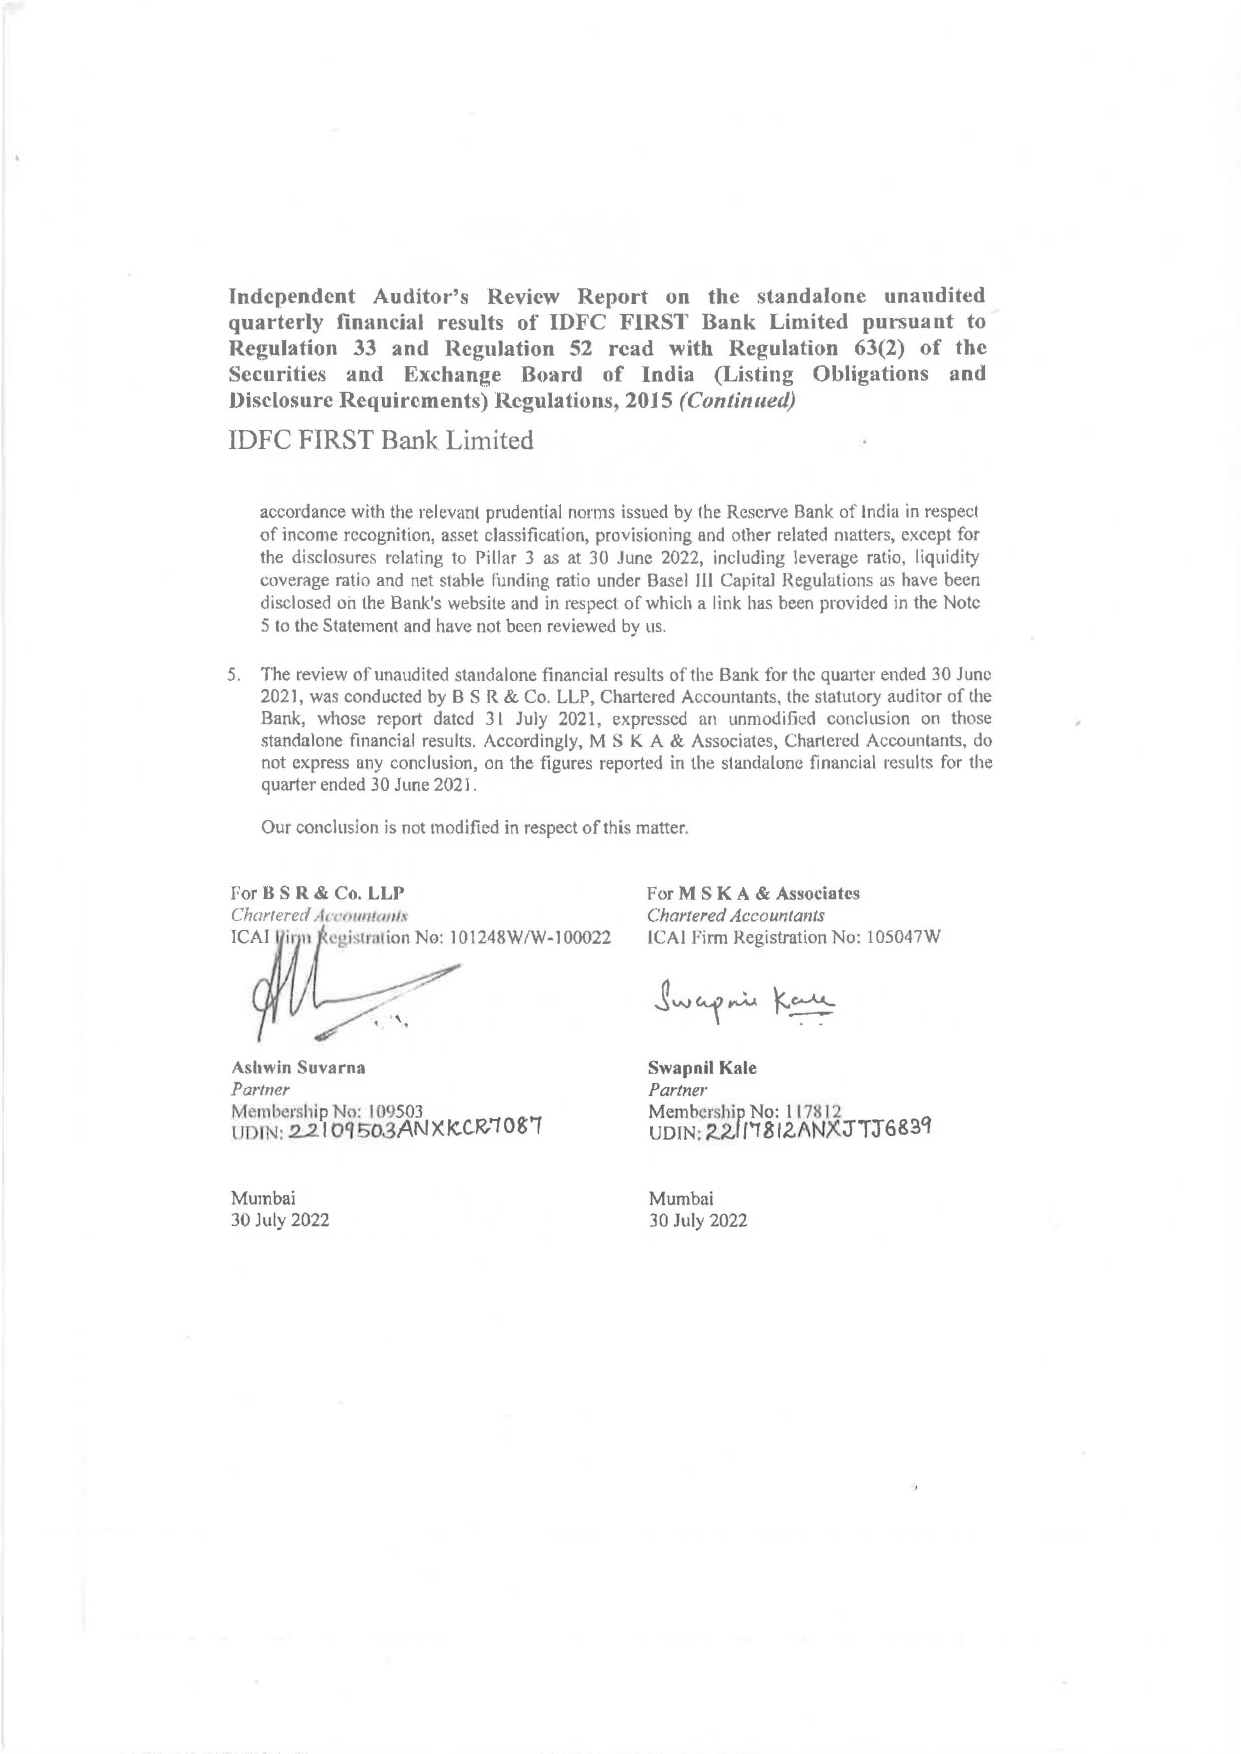 Independent Auditor's Review Report on the standalone unaudited
quarterly financial results of IDFC FIRST Bank Limited pursuant to
Regulation 33 and Regulation 52 read with Regulation 63(2) of the
Securities and Exchange Board of India (Listing Obligations and
Disclosure Requirements) Regulations, 2015 (Continued)
IDFC FIRST Bank Limited
accordance with the relevant prudential norms issued by the Reserve Bank of India in respect
of income recognition, asset classification, provisioning and other related matters, except for
the disclosures relating to Pillar 3 as at 30 June 2022, including leverage ratio, liquidity
coverage ratio and net stable funding ratio under Basel III Capital Regulations as have been
disclosed on the Bank's website and in respect of which a link has been provided in the Note
5 to the Statement and have not been reviewed by us.
5. The review of unaudited standalone financial results of the Bank for the quarter ended 30 June
2021, was conducted by B S R & Co. LLP, Chartered Accountants, the statutory auditor of the
Bank, whose report dated 31 July 2021, expressed an unmodified conclusion on those
standalone financial results. Accordingly, M S K A & Associates, Chartered Accountants, do
not express any conclusion, on the figures reported in the standalone financial results for the
quarter ended 30 June 2021.
Our conclusion is not modified in respect of this matter.
For B S R & Co. LLP
Chartered Accountants
ICAI Firm Registration No: 101248W/W-100022
Ashwin Suvarna
Partner
Membership No: 109503
UDIN: 22109503ANXKCR7087
Mumbai
30 July 2022
For M S K A & Associates
Chartered Accountants
ICAI Firm Registration No: 105047W
Swapnil Kale
Swapnil Kale
Partner
Membership No: 117812
UDIN: 22117812ANXJTJ6839
Mumbai
30 July 2022